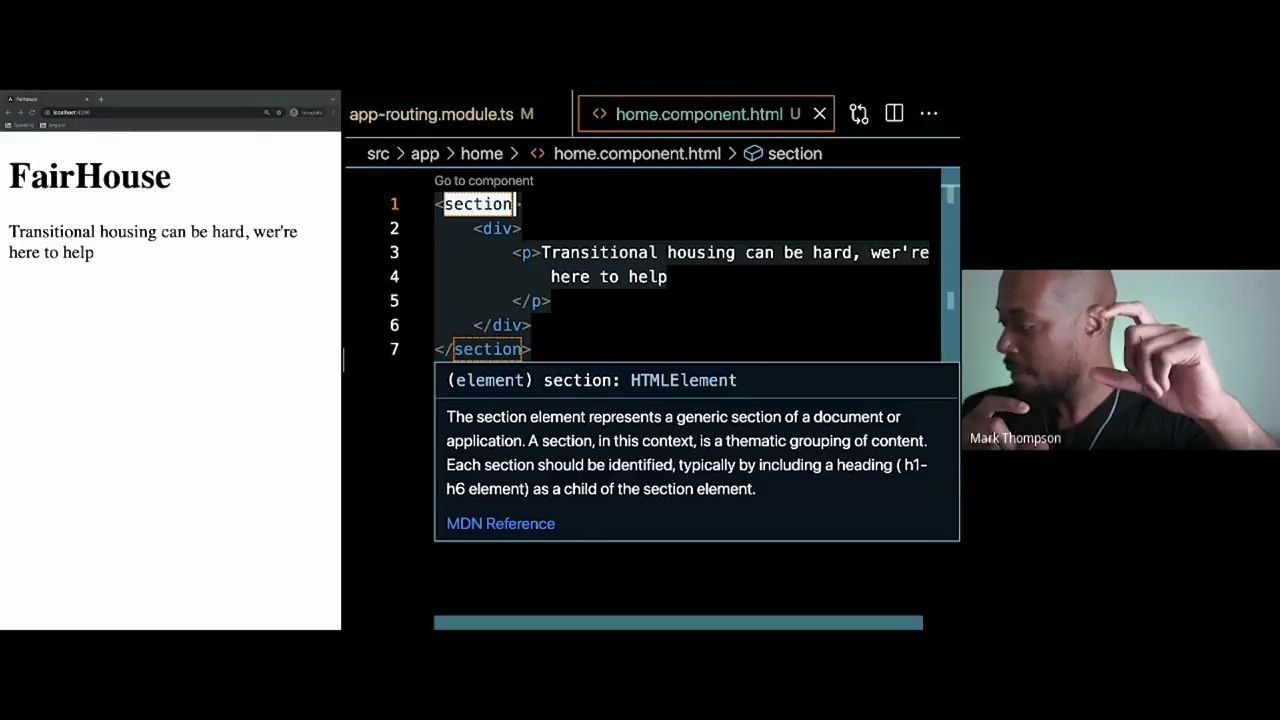 FairHouse
localhost:4200
Incognito
FairHouse
Transitional housing can be hard, wer're
here to help
app-routing.module.ts M
<> home.component.html U
src > app > home > <> home.component.html > section
Go to component
1 <section>
2 <div>
3 <p>Transitional housing can be hard, wer're
4 here to help
5 </p>
6 </div>
7 </section>
(element) section: HTMLElement
The section element represents a generic section of a document or
application. A section, in this context, is a thematic grouping of content.
Each section should be identified, typically by including a heading ( h1-
h6 element) as a child of the section element.
MDN Reference
Mark Thompson